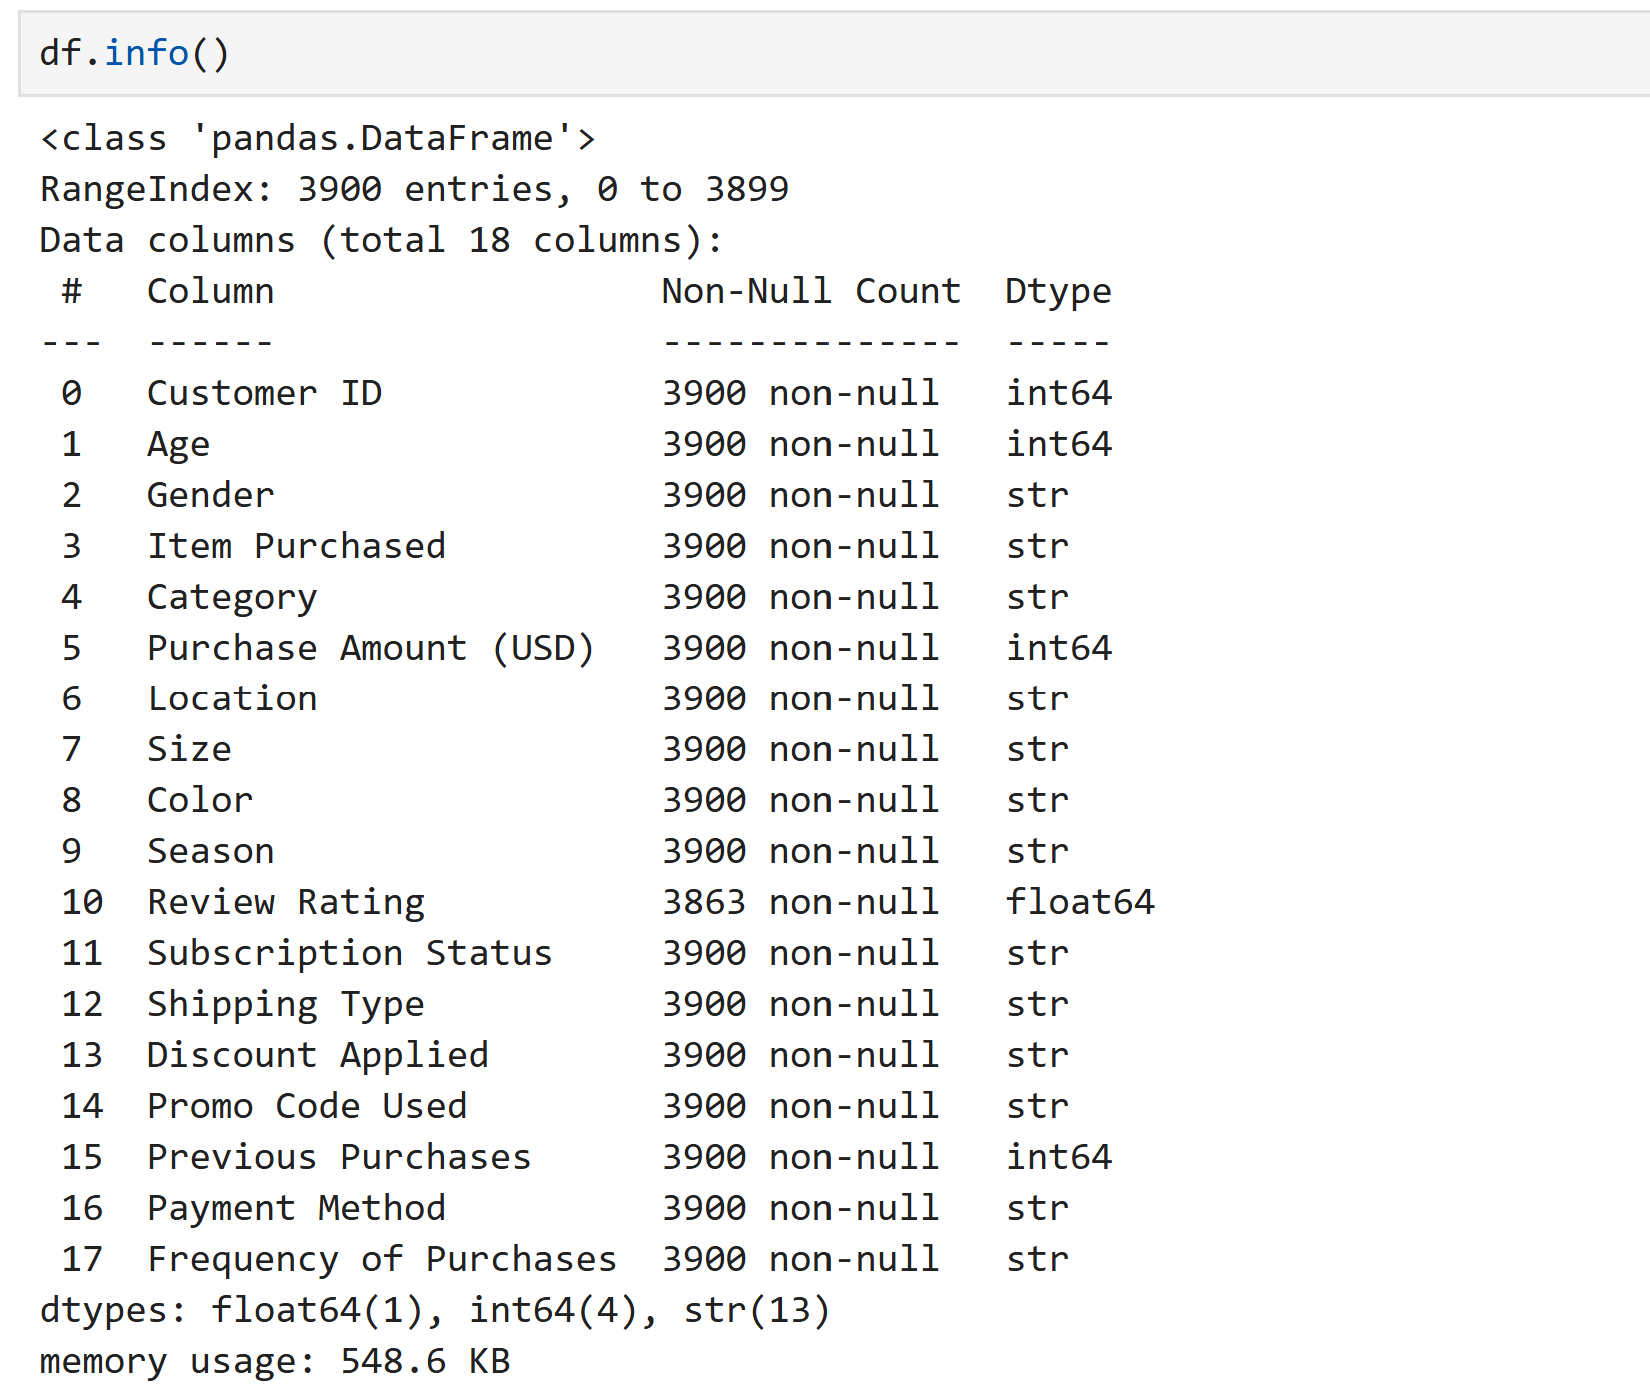 df.info()
<class 'pandas.DataFrame'>
RangeIndex: 3900 entries, 0 to 3899
Data columns (total 18 columns):
 #   Column                  Non-Null Count  Dtype
---  ------                  --------------  -----
 0   Customer ID             3900 non-null   int64
 1   Age                     3900 non-null   int64
 2   Gender                  3900 non-null   str
 3   Item Purchased          3900 non-null   str
 4   Category                3900 non-null   str
 5   Purchase Amount (USD)   3900 non-null   int64
 6   Location                3900 non-null   str
 7   Size                    3900 non-null   str
 8   Color                   3900 non-null   str
 9   Season                  3900 non-null   str
 10  Review Rating           3863 non-null   float64
 11  Subscription Status     3900 non-null   str
 12  Shipping Type           3900 non-null   str
 13  Discount Applied        3900 non-null   str
 14  Promo Code Used         3900 non-null   str
 15  Previous Purchases      3900 non-null   int64
 16  Payment Method          3900 non-null   str
 17  Frequency of Purchases  3900 non-null   str
dtypes: float64(1), int64(4), str(13)
memory usage: 548.6 KB